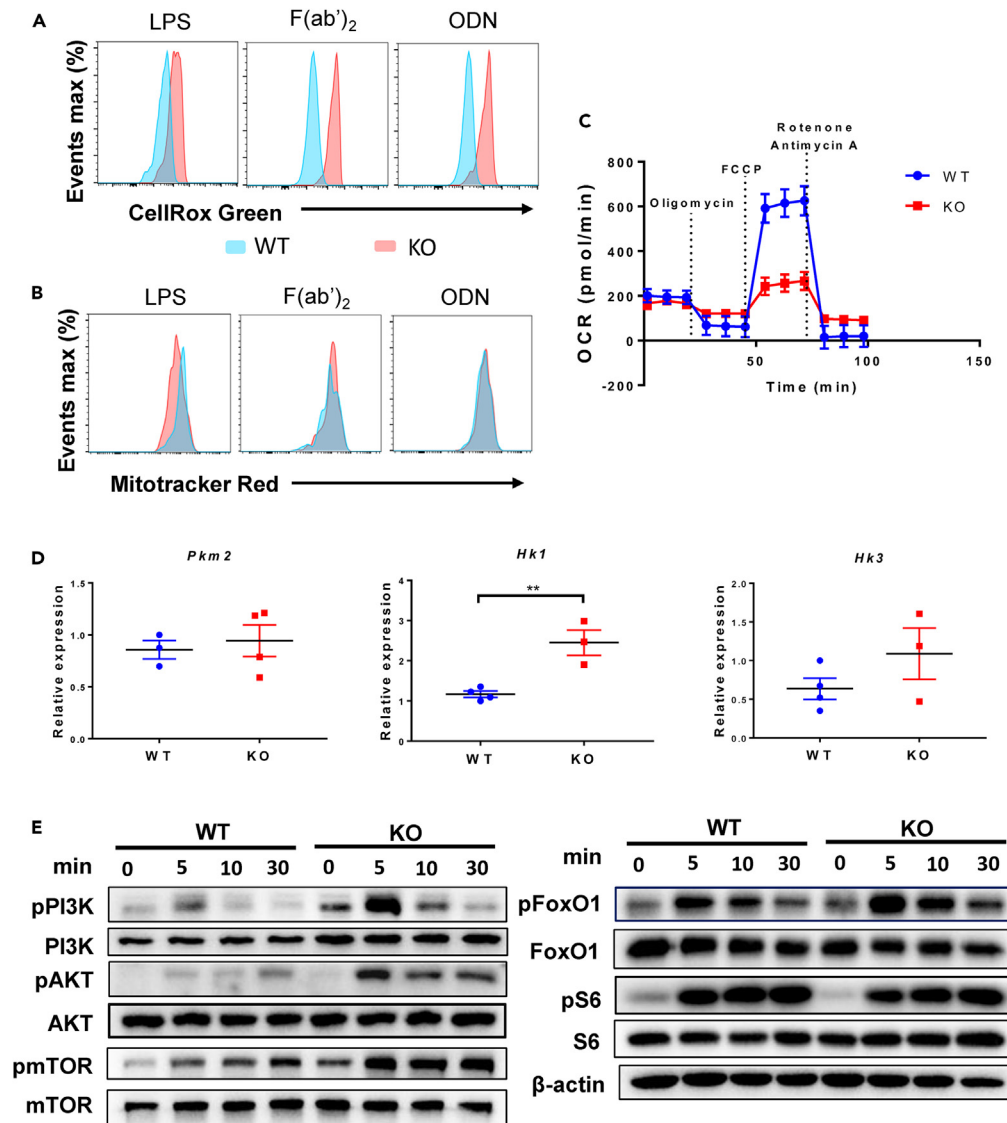 A
LPS
F(ab')₂
ODN
Events max (%)
CellRox Green
WT
KO
B
LPS
F(ab')₂
ODN
Events max (%)
Mitotracker Red
C
Rotenone
Antimycin A
FCCP
Oligomycin
WT
KO
OCR (pmol/min)
800
600
400
200
0
-200
50
100
150
Time (min)
D
Pkm2
Relative expression
1.5
1.0
0.5
0.0
WT
KO
Hk1
**
Relative expression
4
3
2
1
0
WT
KO
Hk3
Relative expression
2.0
1.5
1.0
0.5
0.0
WT
KO
E
WT
KO
min
0 5 10 30 0 5 10 30
pPI3K
PI3K
pAKT
AKT
pmTOR
mTOR
WT
KO
min
0 5 10 30 0 5 10 30
pFoxO1
FoxO1
pS6
S6
β-actin